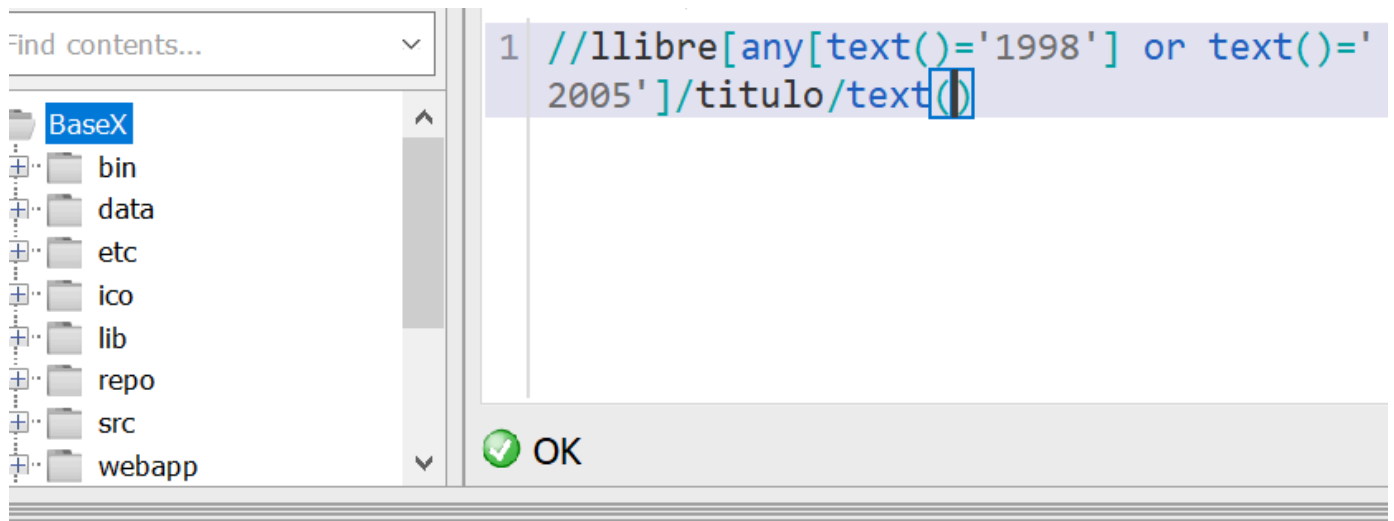 Find contents...
BaseX
bin
data
etc
ico
lib
repo
src
webapp
1 //llibre[any[text()='1998'] or text()='
2005']/titulo/text()
OK